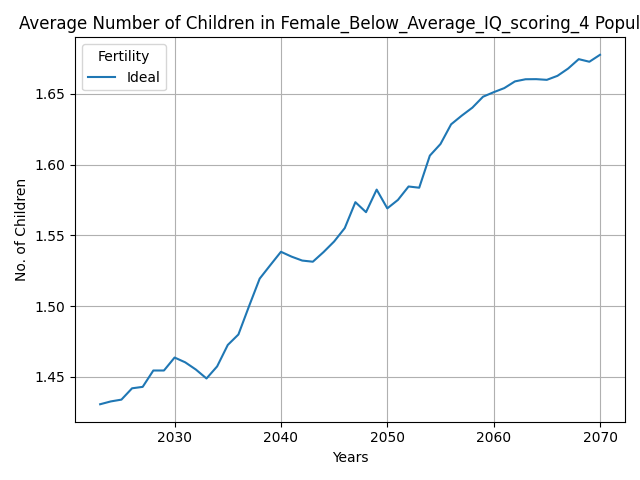 Average Number of Children in Female_Below_Average_IQ_scoring_4 Popul
Fertility
Ideal
1.65
1.60
1.55
1.50
1.45
No. of Children
2030 2040 2050 2060 2070
Years